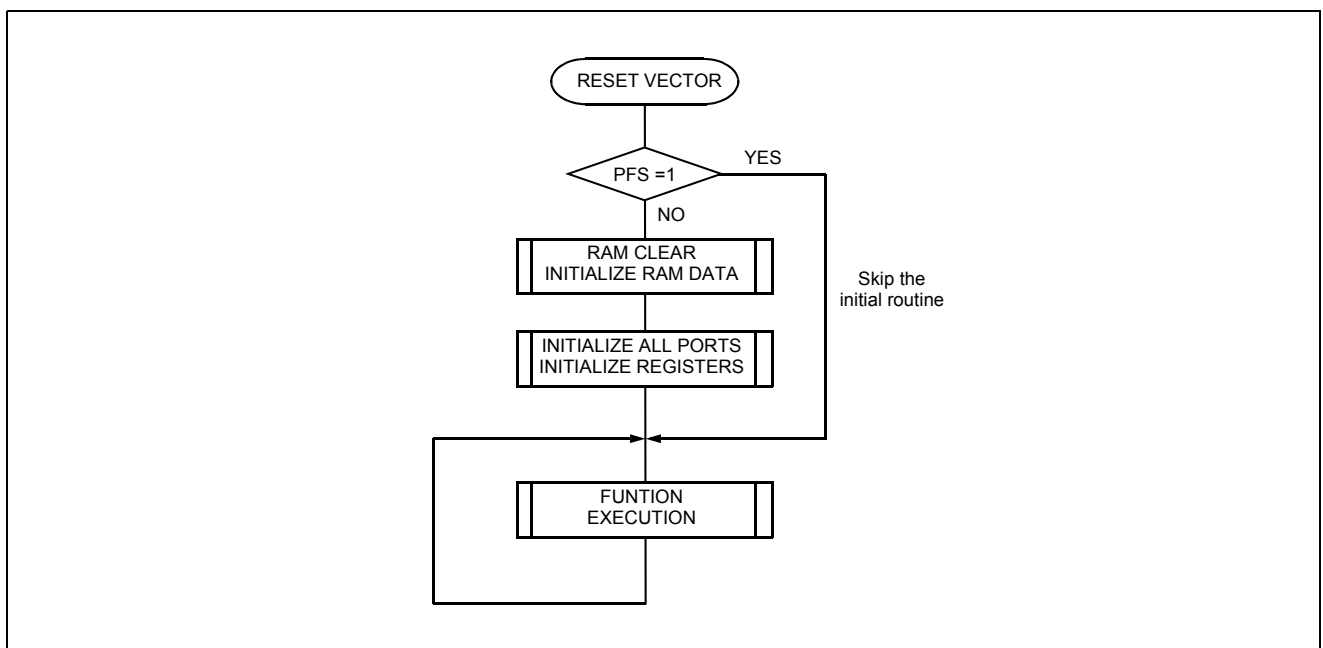 RESET VECTOR
YES
PFS =1
NO
RAM CLEAR
INITIALIZE RAM DATA
Skip the
initial routine
INITIALIZE ALL PORTS
INITIALIZE REGISTERS
FUNTION
EXECUTION